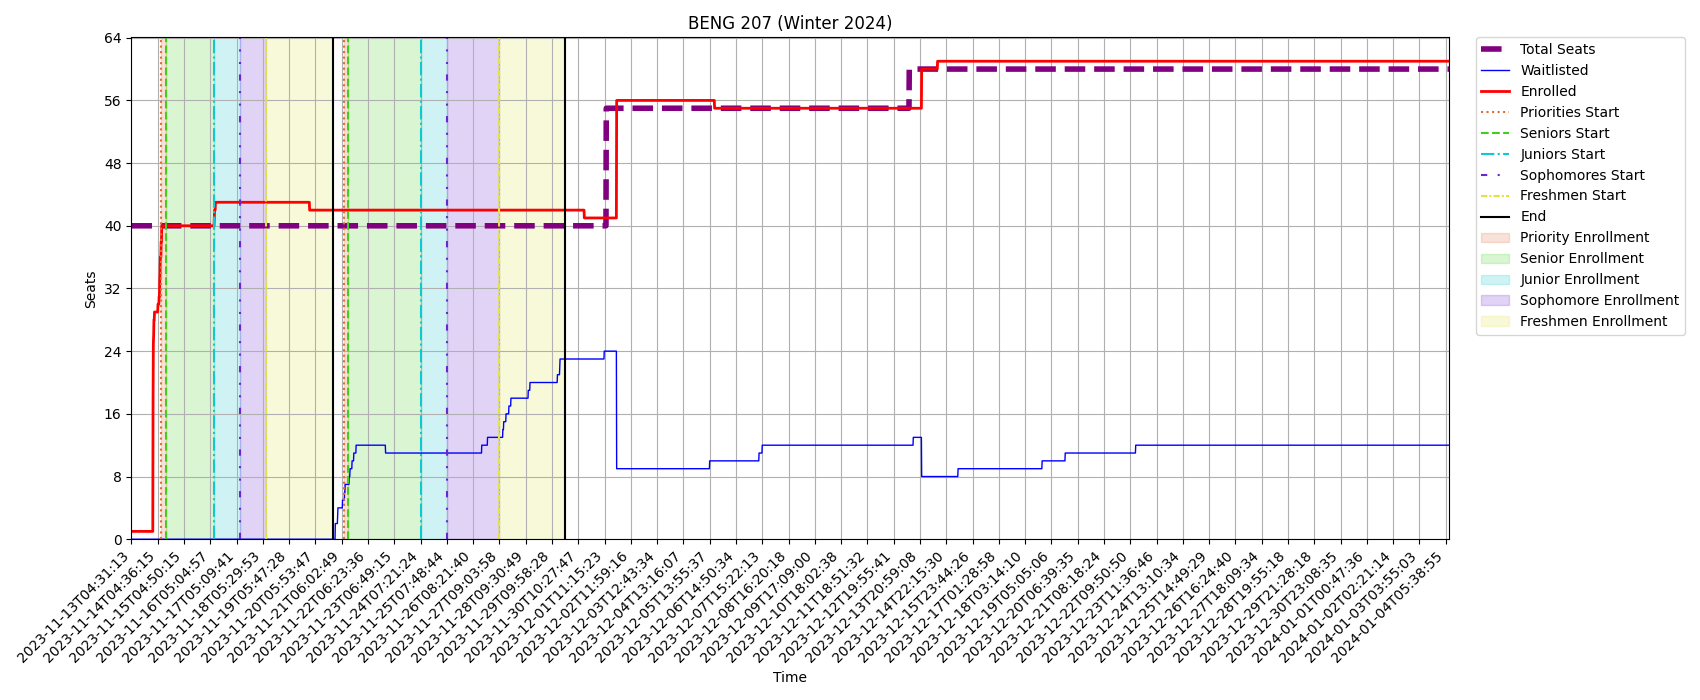 BENG 207 (Winter 2024)
64
56
48
40
32
24
16
8
0
Seats
2023-11-13T04:31:13
2023-11-14T04:36:15
2023-11-15T04:50:15
2023-11-16T05:04:57
2023-11-17T05:09:41
2023-11-18T05:29:53
2023-11-19T05:47:28
2023-11-20T05:53:47
2023-11-21T06:02:49
2023-11-22T06:23:36
2023-11-23T06:49:15
2023-11-24T07:21:24
2023-11-25T07:48:44
2023-11-26T08:21:40
2023-11-27T09:03:58
2023-11-28T09:30:49
2023-11-29T09:58:28
2023-11-30T10:27:47
2023-12-01T11:15:23
2023-12-02T11:59:16
2023-12-03T12:43:34
2023-12-04T13:16:07
2023-12-05T13:55:37
2023-12-06T14:50:34
2023-12-07T15:22:13
2023-12-08T16:20:18
2023-12-09T17:09:00
2023-12-10T18:02:38
2023-12-11T18:51:32
2023-12-12T19:55:41
2023-12-13T20:59:08
2023-12-14T22:15:30
2023-12-15T23:44:26
2023-12-17T01:28:58
2023-12-18T03:14:10
2023-12-19T05:05:06
2023-12-20T06:39:35
2023-12-21T08:18:24
2023-12-22T09:50:50
2023-12-23T11:36:46
2023-12-24T13:10:34
2023-12-25T14:49:29
2023-12-26T16:24:40
2023-12-27T18:09:34
2023-12-28T19:55:18
2023-12-29T21:28:18
2023-12-30T23:08:35
2024-01-01T00:47:36
2024-01-02T02:21:14
2024-01-03T03:55:03
2024-01-04T05:38:55
Time
Total Seats
Waitlisted
Enrolled
Priorities Start
Seniors Start
Juniors Start
Sophomores Start
Freshmen Start
End
Priority Enrollment
Senior Enrollment
Junior Enrollment
Sophomore Enrollment
Freshmen Enrollment